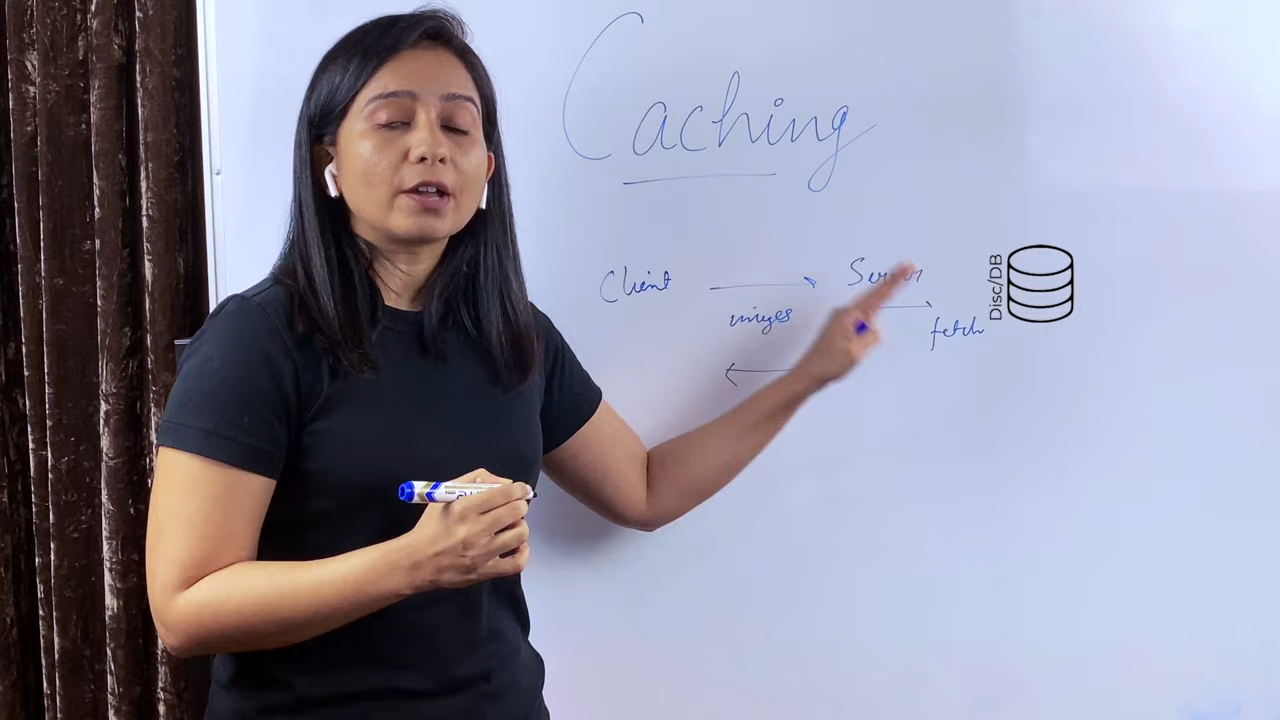 Caching
Client
Server
images
fetch
Disc/DB